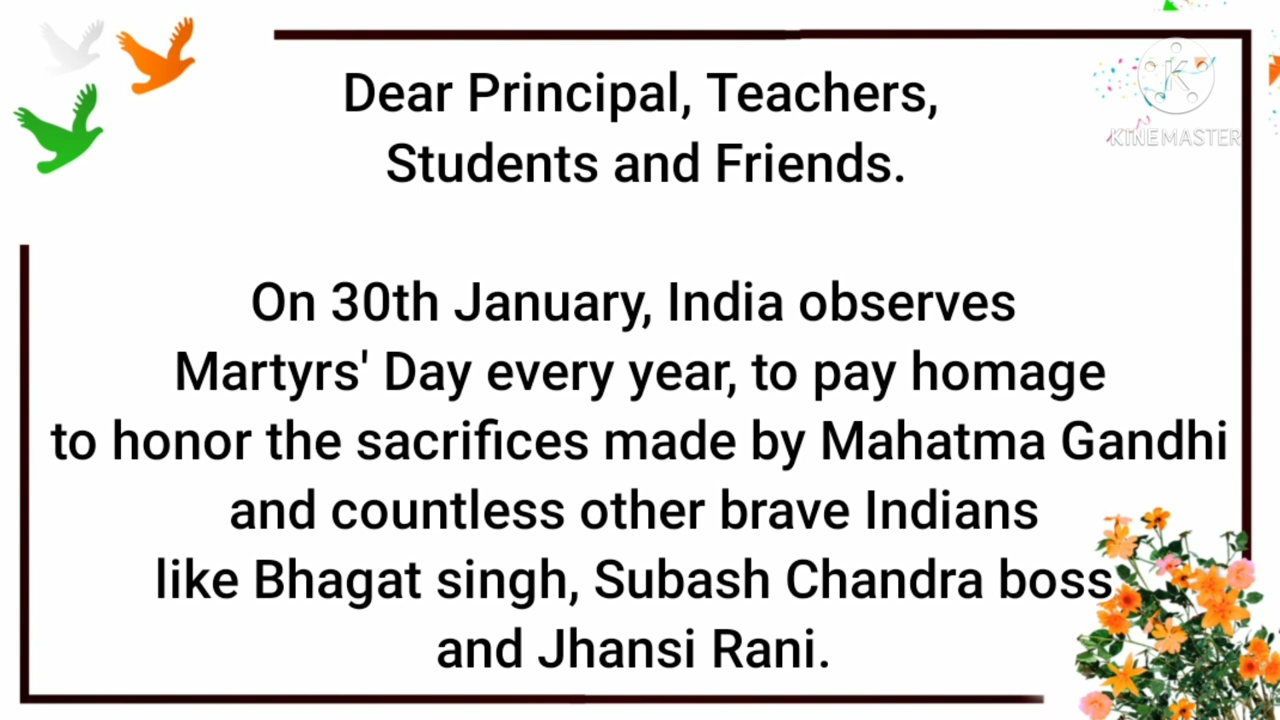 Dear Principal, Teachers,
Students and Friends.
On 30th January, India observes
Martyrs' Day every year, to pay homage
to honor the sacrifices made by Mahatma Gandhi
and countless other brave Indians
like Bhagat singh, Subash Chandra boss
and Jhansi Rani.
K
KINEMASTER